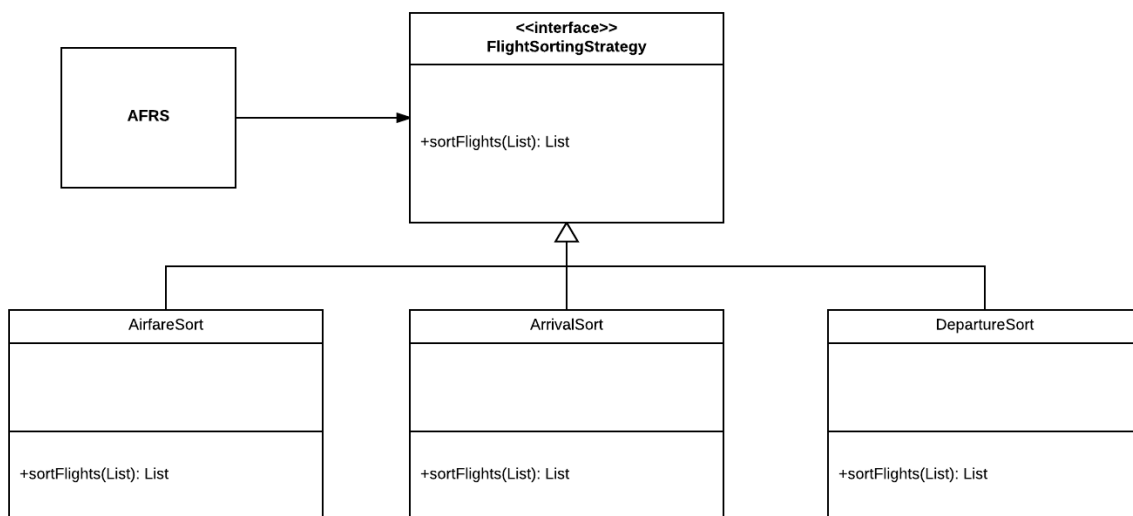 <<interface>>
FlightSortingStrategy
AFRS
+sortFlights(List): List
AirfareSort
ArrivalSort
DepartureSort
+sortFlights(List): List
+sortFlights(List): List
+sortFlights(List): List